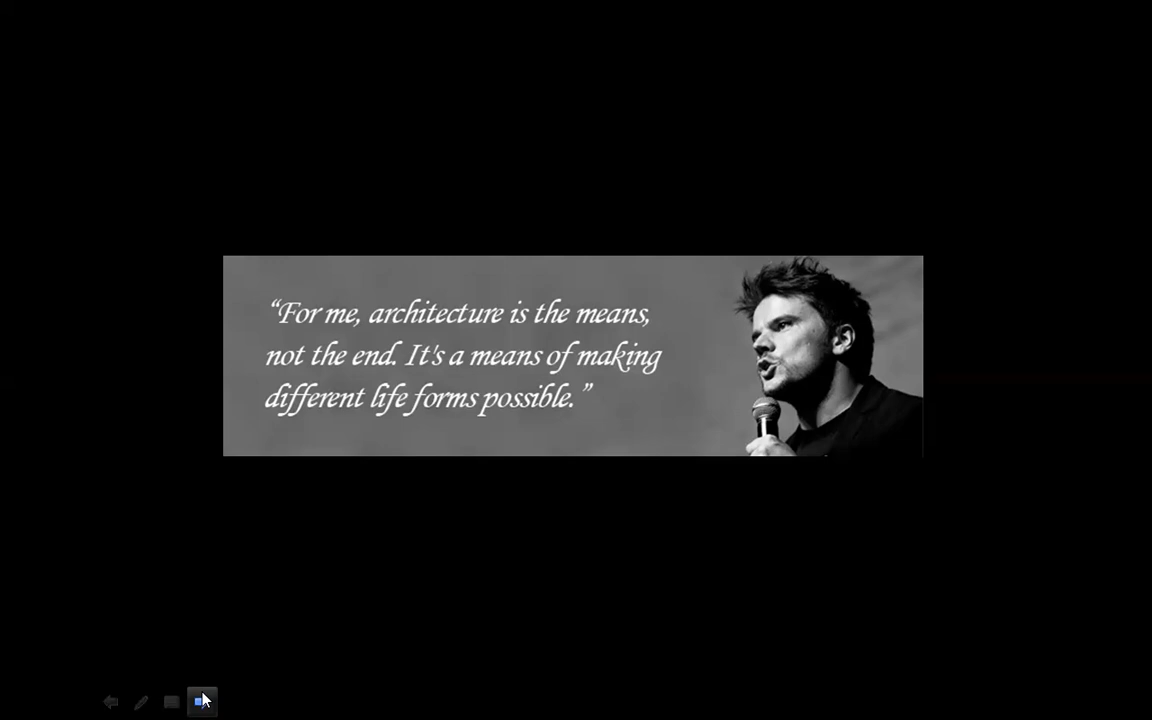 “For me, architecture is the means,
not the end. It's a means of making
different life forms possible.”